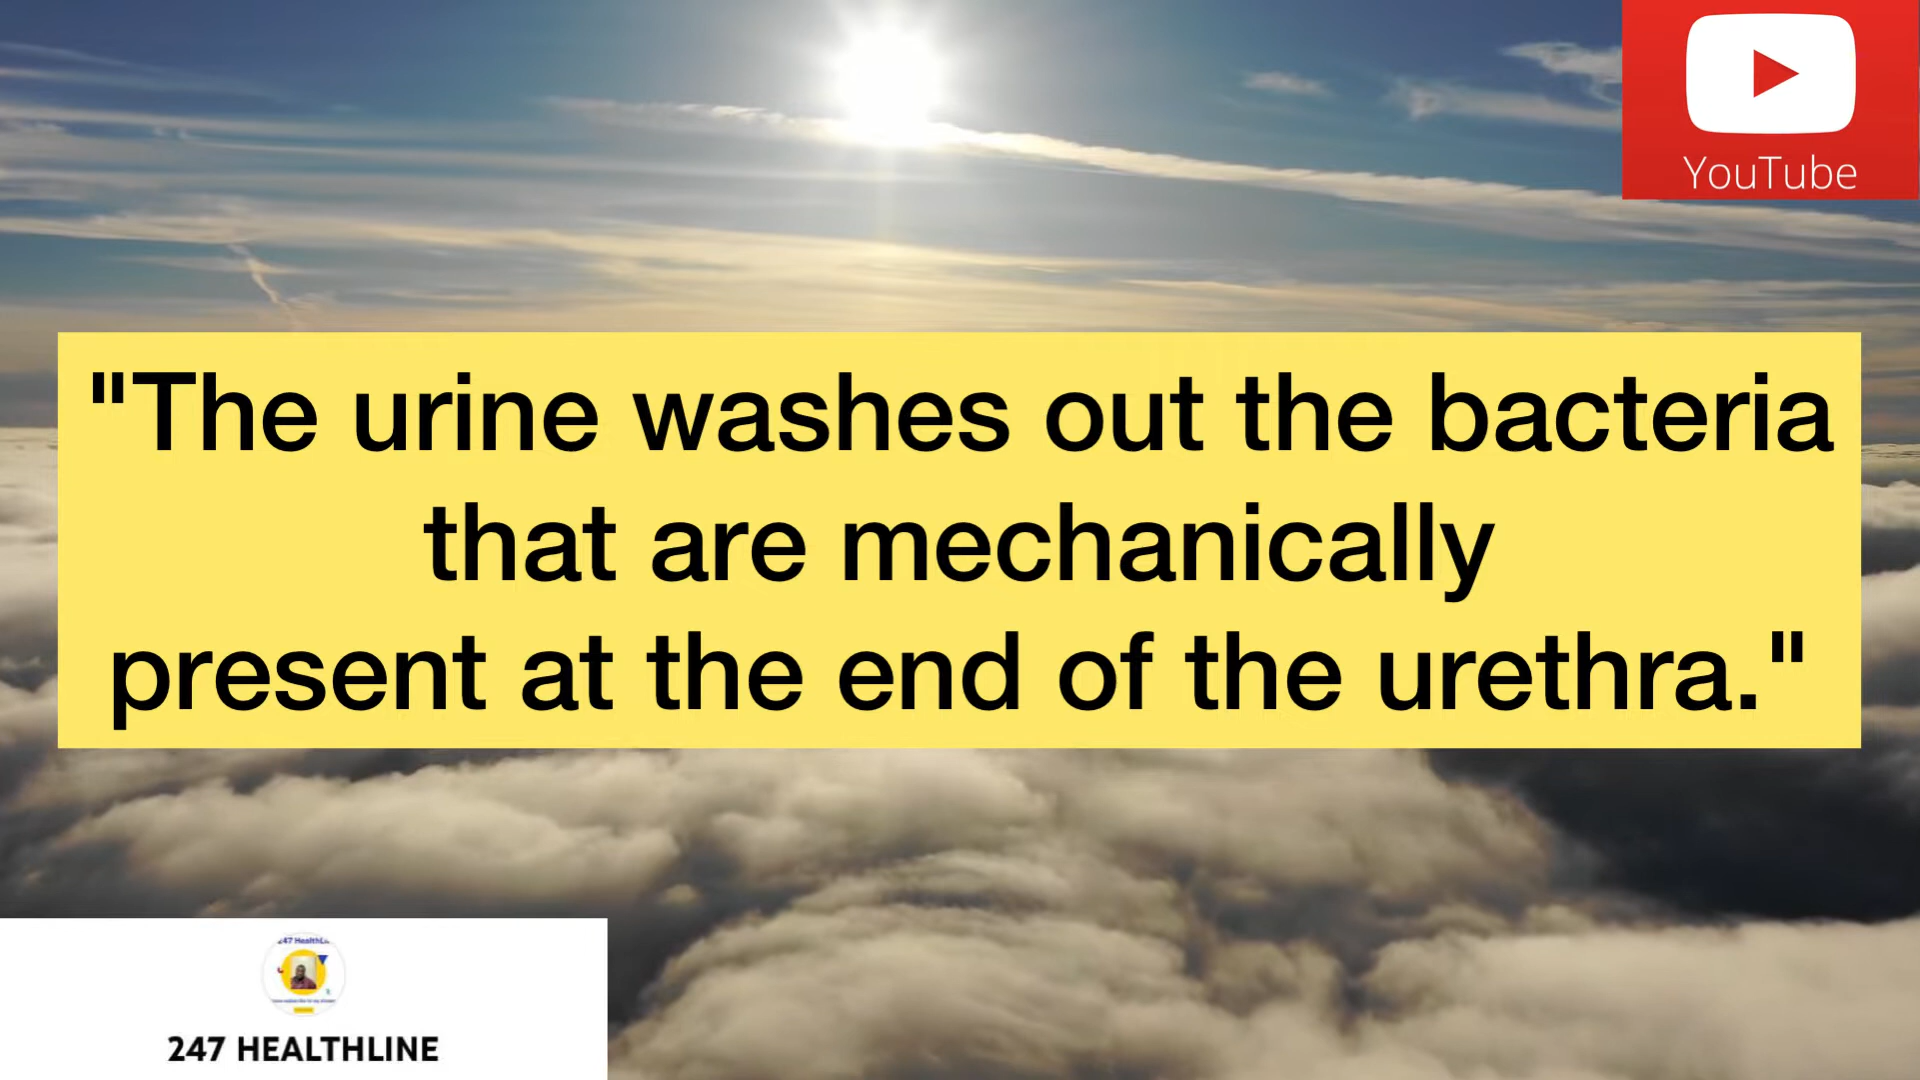 YouTube
"The urine washes out the bacteria
that are mechanically
present at the end of the urethra."
247 HEALTHLINE